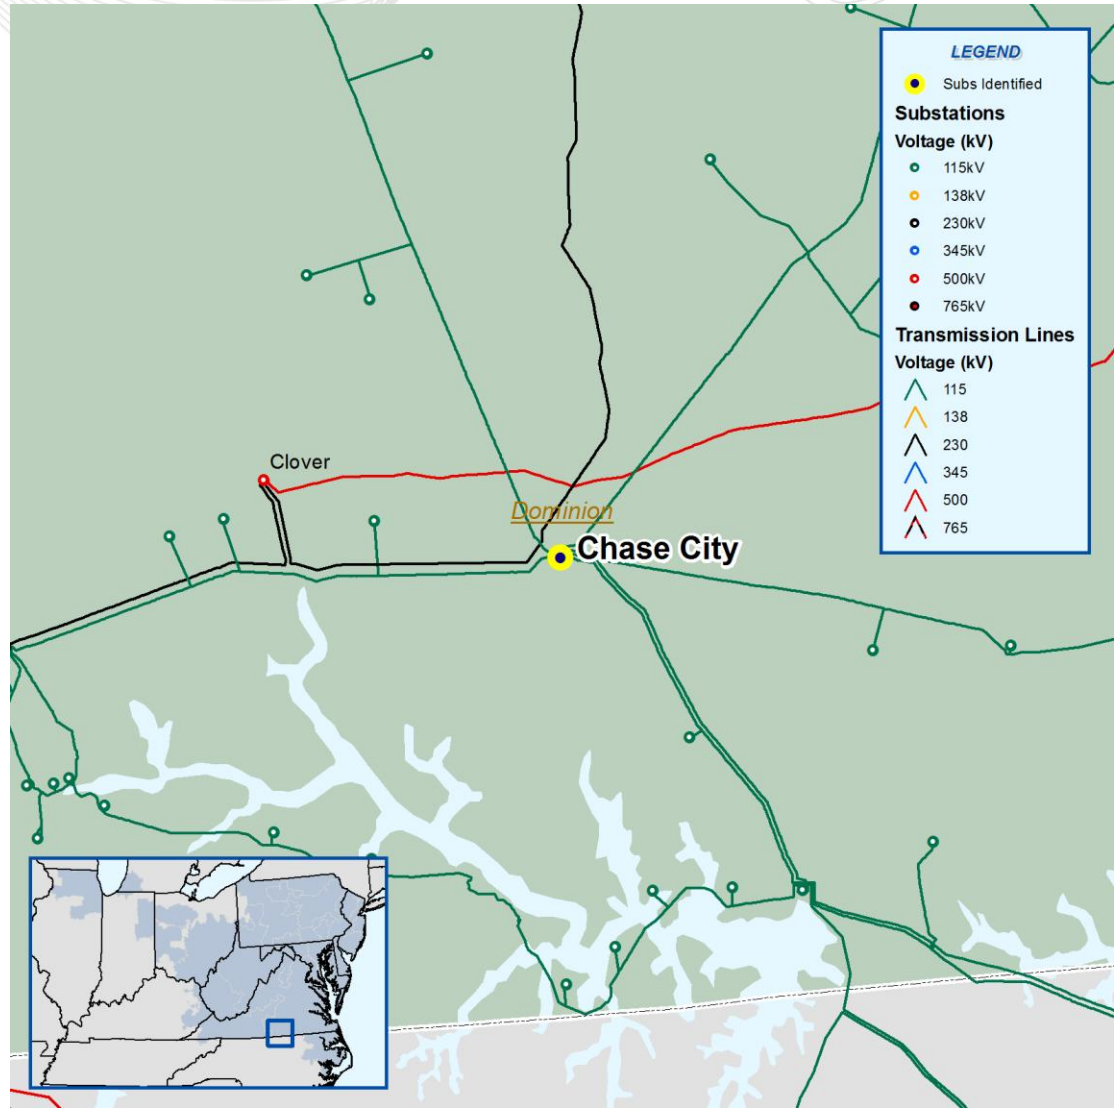 LEGEND
Subs Identified
Substations
Voltage (kV)
115kV
138kV
230kV
345kV
500kV
765kV
Transmission Lines
Voltage (kV)
115
138
230
345
500
765
Clover
Dominion
Chase City